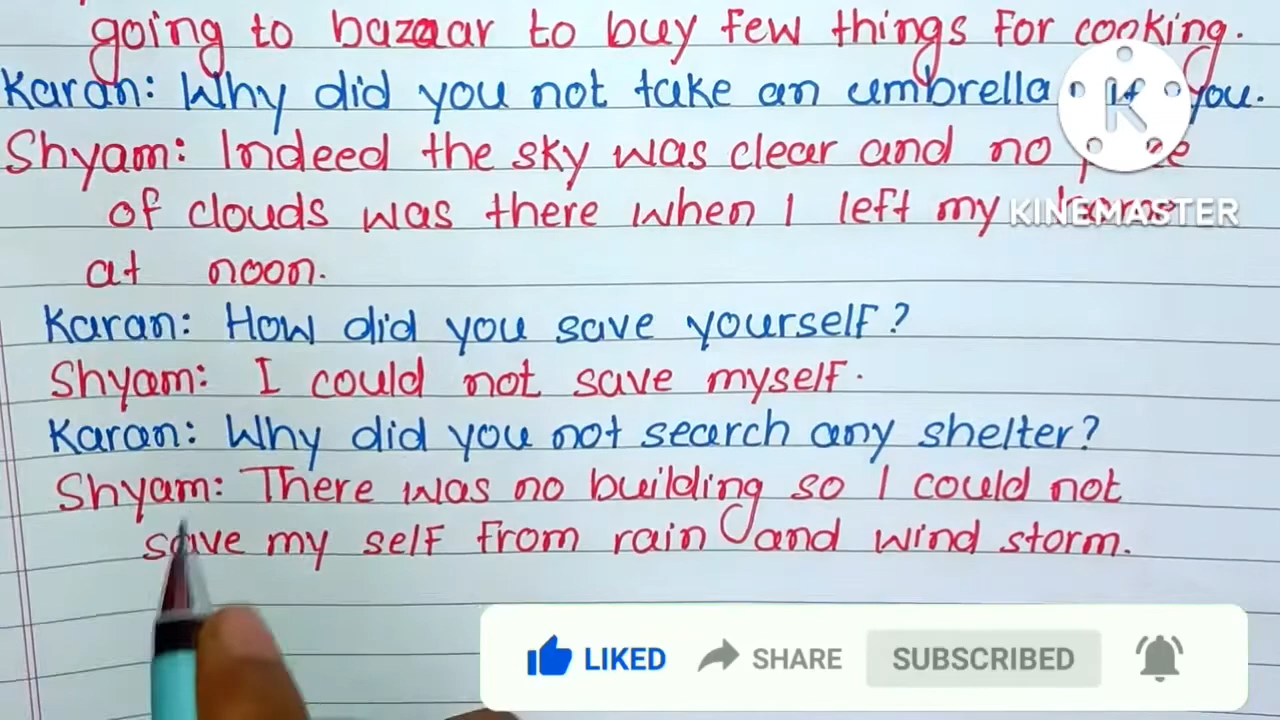 going to bazaar to buy few things for cooking.
Karan: Why did you not take an umbrella you.
Shyam: Indeed the sky was clear and no
of clouds was there when I left my
at noon.
Karan: How did you save yourself?
Shyam: I could not save myself.
Karan: Why did you not search any shelter?
Shyam: There was no building so I could not
save my self from rain and wind storm.
K
KINEMASTER
LIKED SHARE SUBSCRIBED